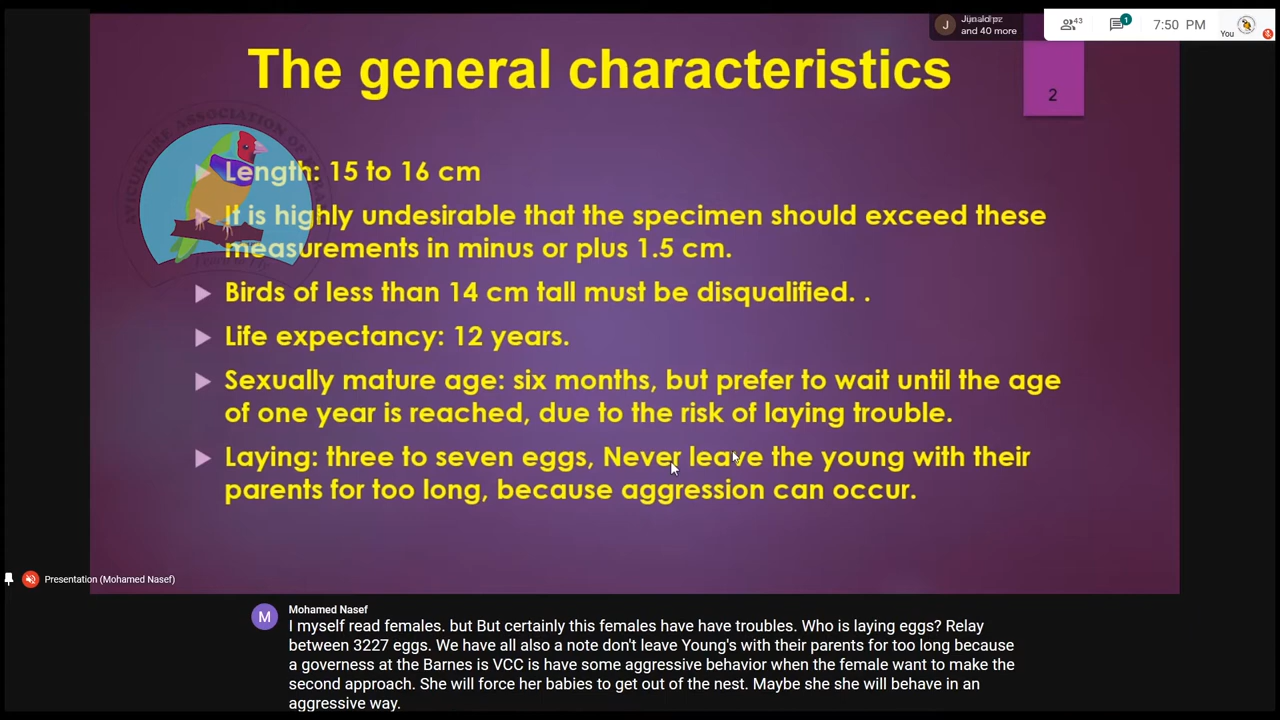 Jijnald pz
and 40 more
43
1
7:50 PM
You
The general characteristics
2
AVICULTURE ASSOCIATION OF
Length: 15 to 16 cm
It is highly undesirable that the specimen should exceed these
measurements in minus or plus 1.5 cm.
Birds of less than 14 cm tall must be disqualified. .
Life expectancy: 12 years.
Sexually mature age: six months, but prefer to wait until the age
of one year is reached, due to the risk of laying trouble.
Laying: three to seven eggs, Never leave the young with their
parents for too long, because aggression can occur.
Presentation (Mohamed Nasef)
M
Mohamed Nasef
I myself read females. but But certainly this females have have troubles. Who is laying eggs? Relay
between 3227 eggs. We have all also a note don't leave Young's with their parents for too long because
a governess at the Barnes is VCC is have some aggressive behavior when the female want to make the
second approach. She will force her babies to get out of the nest. Maybe she she will behave in an
aggressive way.